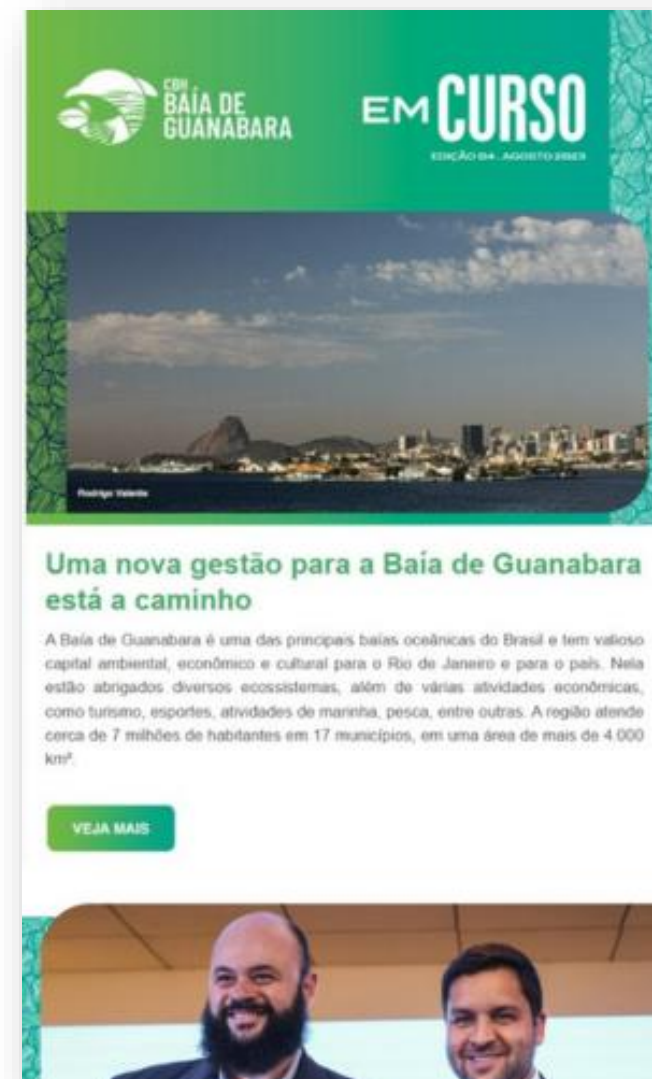 CBH
BAÍA DE
GUANABARA
EM CURSO
EDIÇÃO 04 . AGOSTO 2023
Rodrigo Valente
Uma nova gestão para a Baía de Guanabara
está a caminho
A Baía de Guanabara é uma das principais baías oceânicas do Brasil e tem valioso
capital ambiental, econômico e cultural para o Rio de Janeiro e para o país. Nela
estão abrigados diversos ecossistemas, além de várias atividades econômicas,
como turismo, esportes, atividades de marinha, pesca, entre outras. A região atende
cerca de 7 milhões de habitantes em 17 municípios, em uma área de mais de 4.000
km².
VEJA MAIS